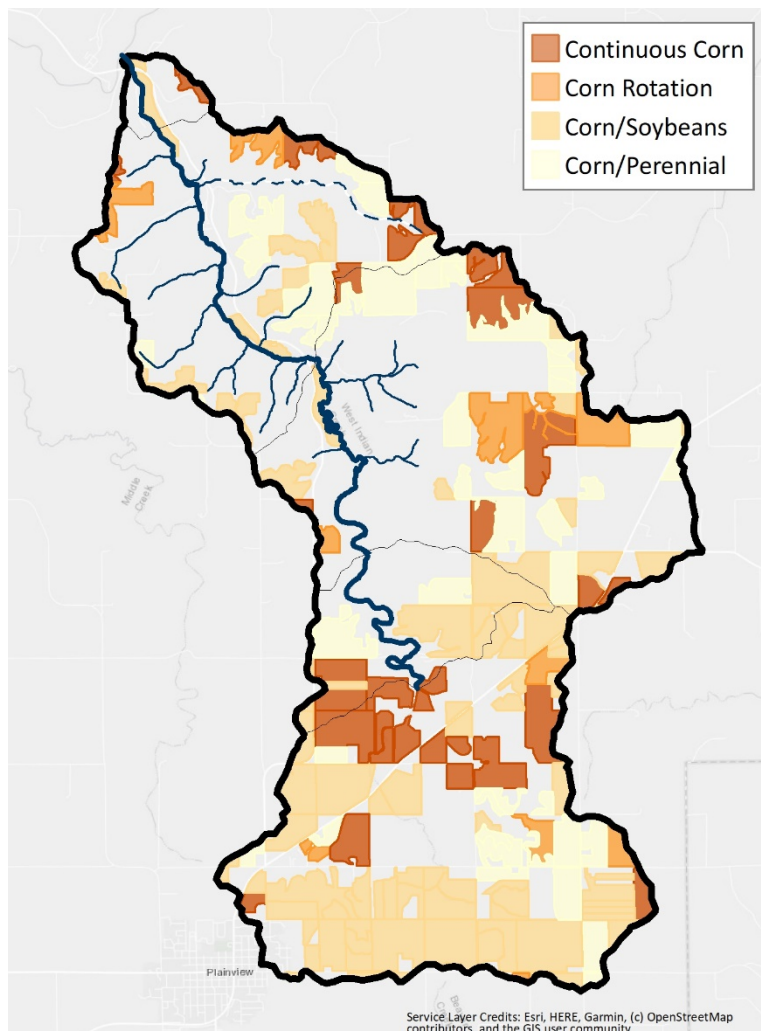 Continuous Corn
Corn Rotation
Corn/Soybeans
Corn/Perennial
West Indian
Middle Creek
Plainview
Service Layer Credits: Esri, HERE, Garmin, (c) OpenStreetMap
contributors, and the GIS user community